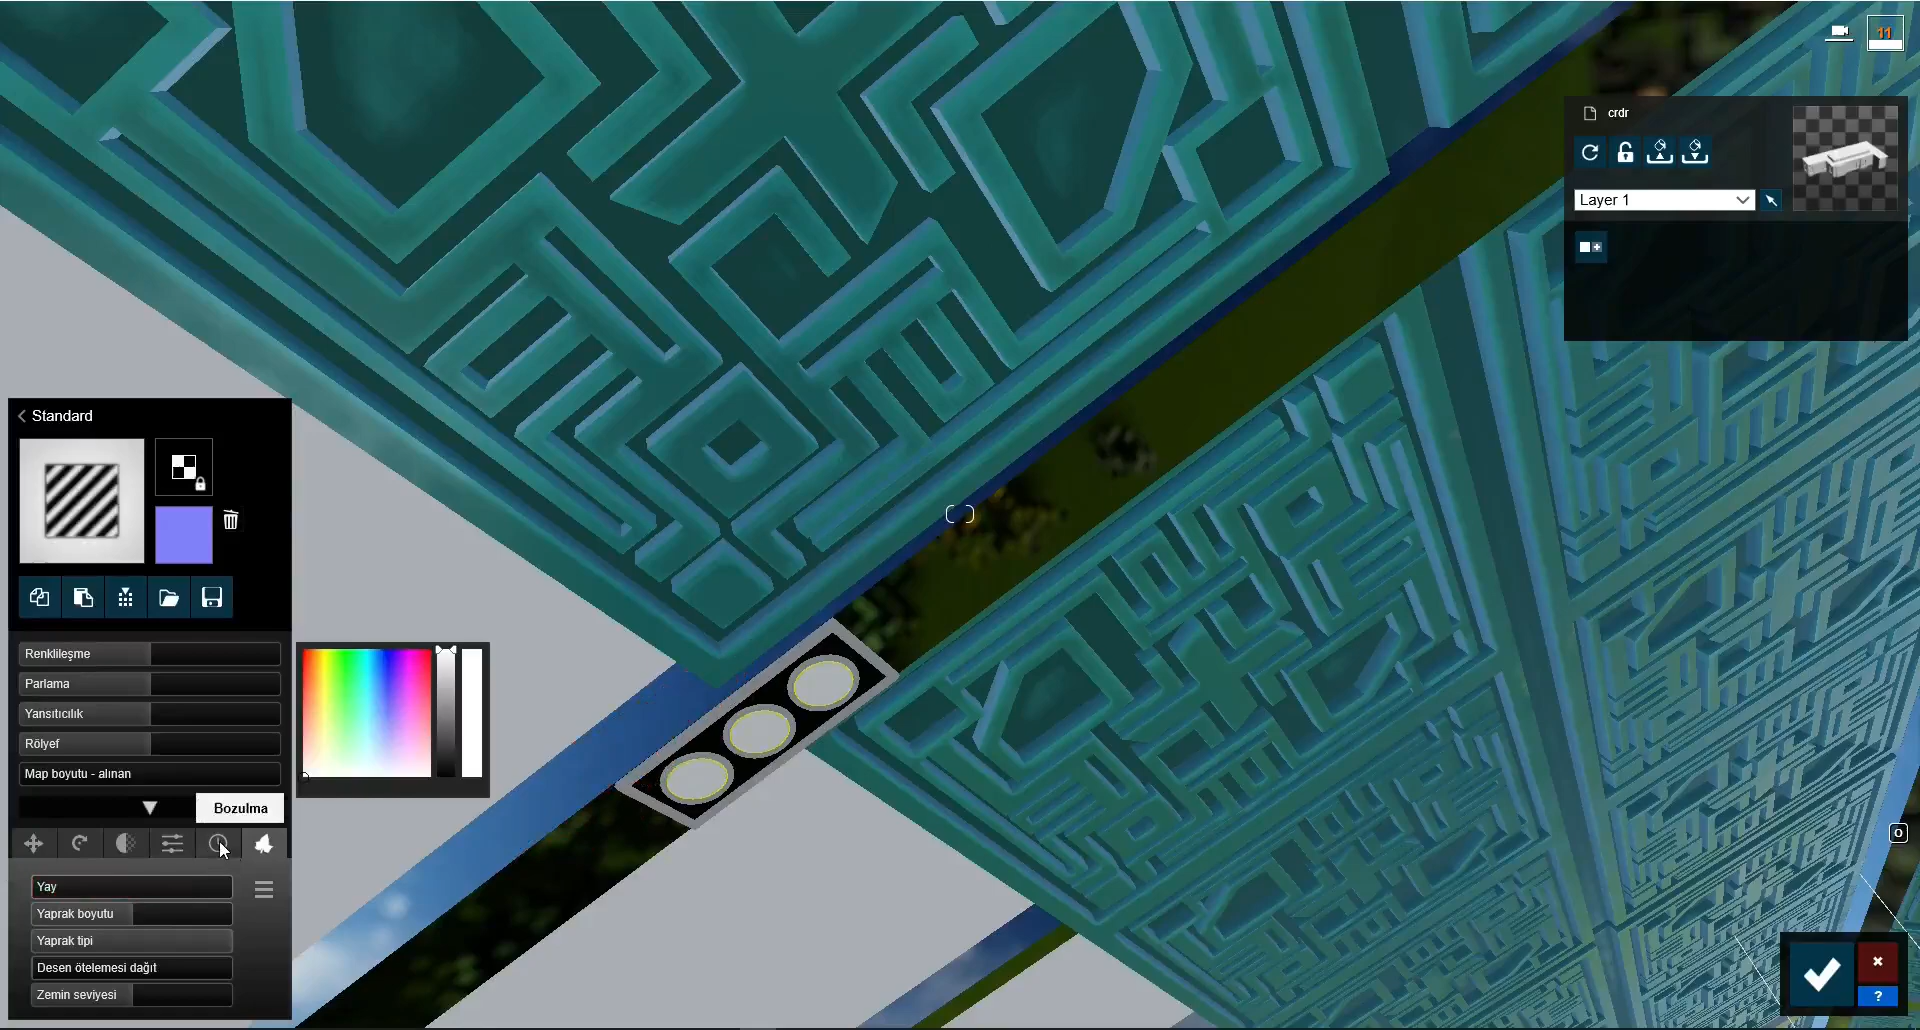 11
crdr
Layer 1
Standard
Renklileşme
Parlama
Yansıtıcılık
Rölyef
Map boyutu - alınan
Bozulma
Yay
Yaprak boyutu
Yaprak tipi
Desen ötelemesi dağıt
Zemin seviyesi
O
?